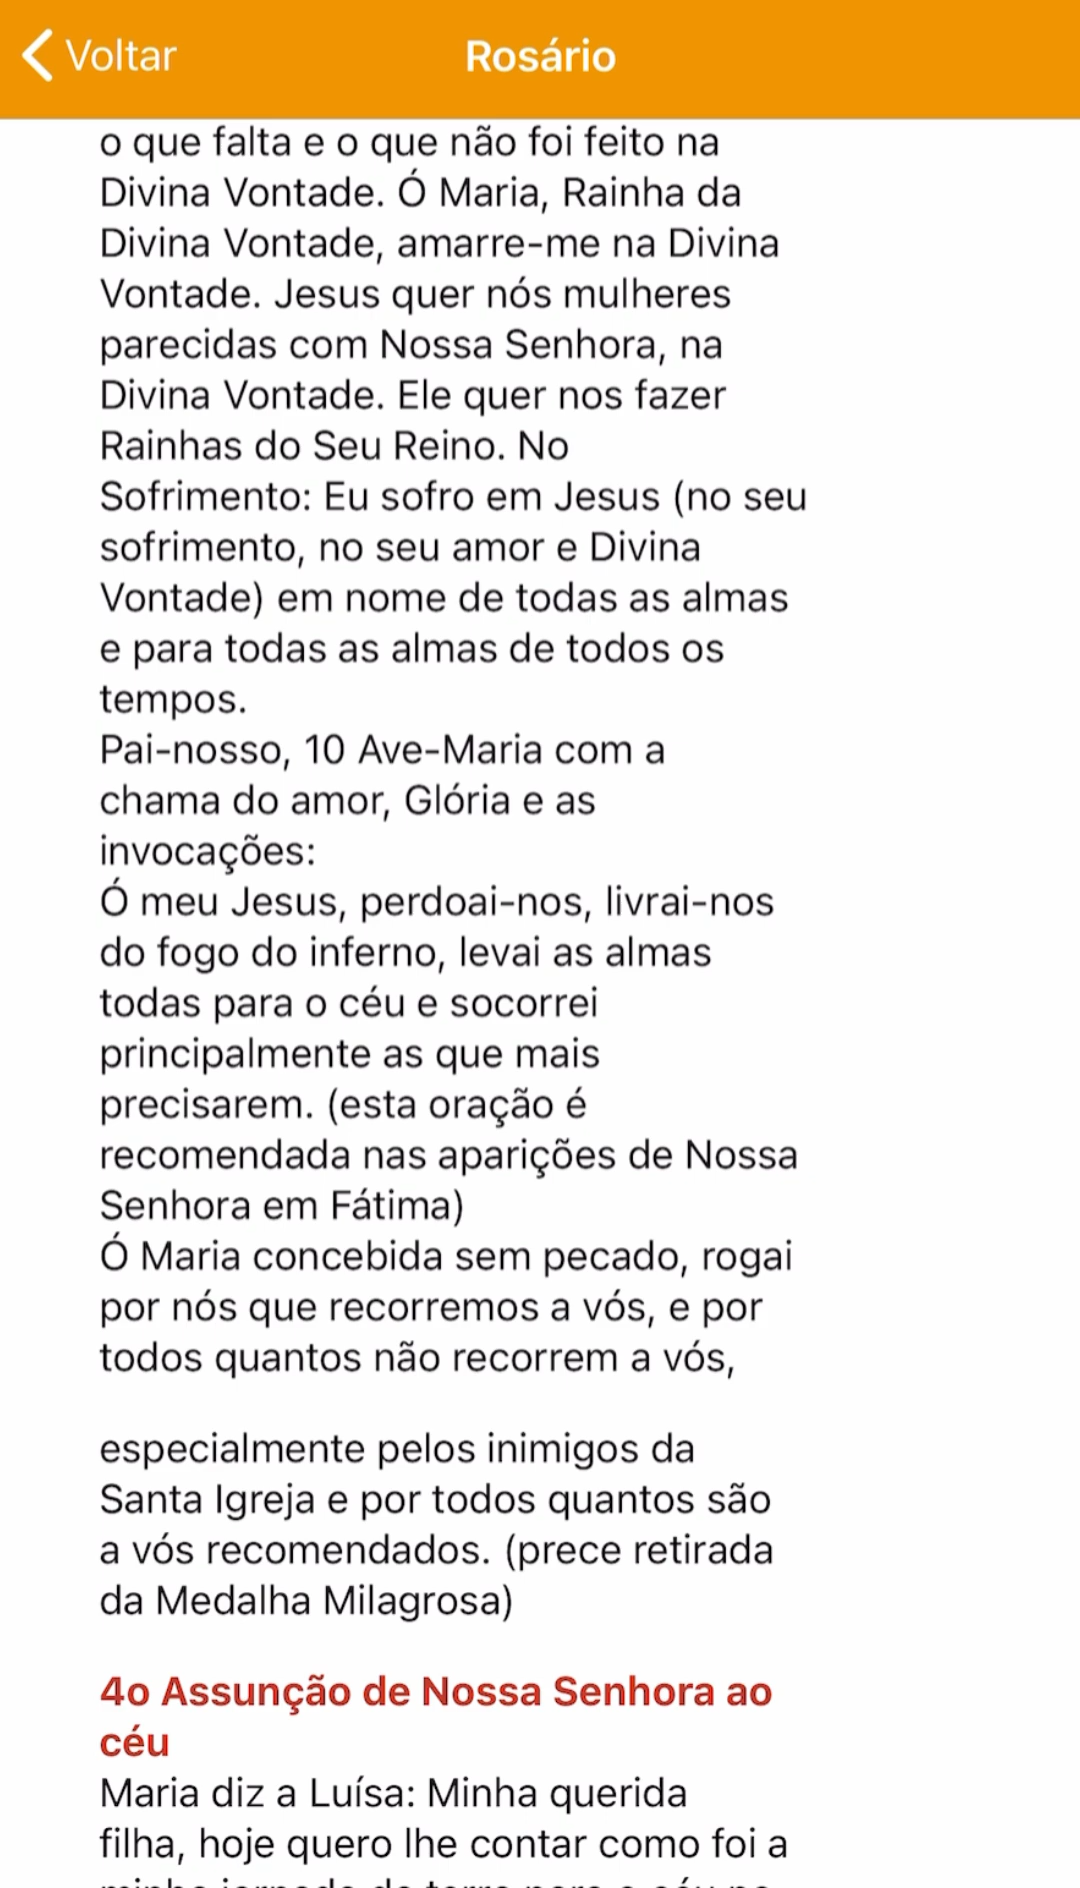 Voltar
Rosário
o que falta e o que não foi feito na
Divina Vontade. Ó Maria, Rainha da
Divina Vontade, amarre-me na Divina
Vontade. Jesus quer nós mulheres
parecidas com Nossa Senhora, na
Divina Vontade. Ele quer nos fazer
Rainhas do Seu Reino. No
Sofrimento: Eu sofro em Jesus (no seu
sofrimento, no seu amor e Divina
Vontade) em nome de todas as almas
e para todas as almas de todos os
tempos.
Pai-nosso, 10 Ave-Maria com a
chama do amor, Glória e as
invocações:
Ó meu Jesus, perdoai-nos, livrai-nos
do fogo do inferno, levai as almas
todas para o céu e socorrei
principalmente as que mais
precisarem. (esta oração é
recomendada nas aparições de Nossa
Senhora em Fátima)
Ó Maria concebida sem pecado, rogai
por nós que recorremos a vós, e por
todos quantos não recorrem a vós,
especialmente pelos inimigos da
Santa Igreja e por todos quantos são
a vós recomendados. (prece retirada
da Medalha Milagrosa)
4o Assunção de Nossa Senhora ao
céu
Maria diz a Luísa: Minha querida
filha, hoje quero lhe contar como foi a